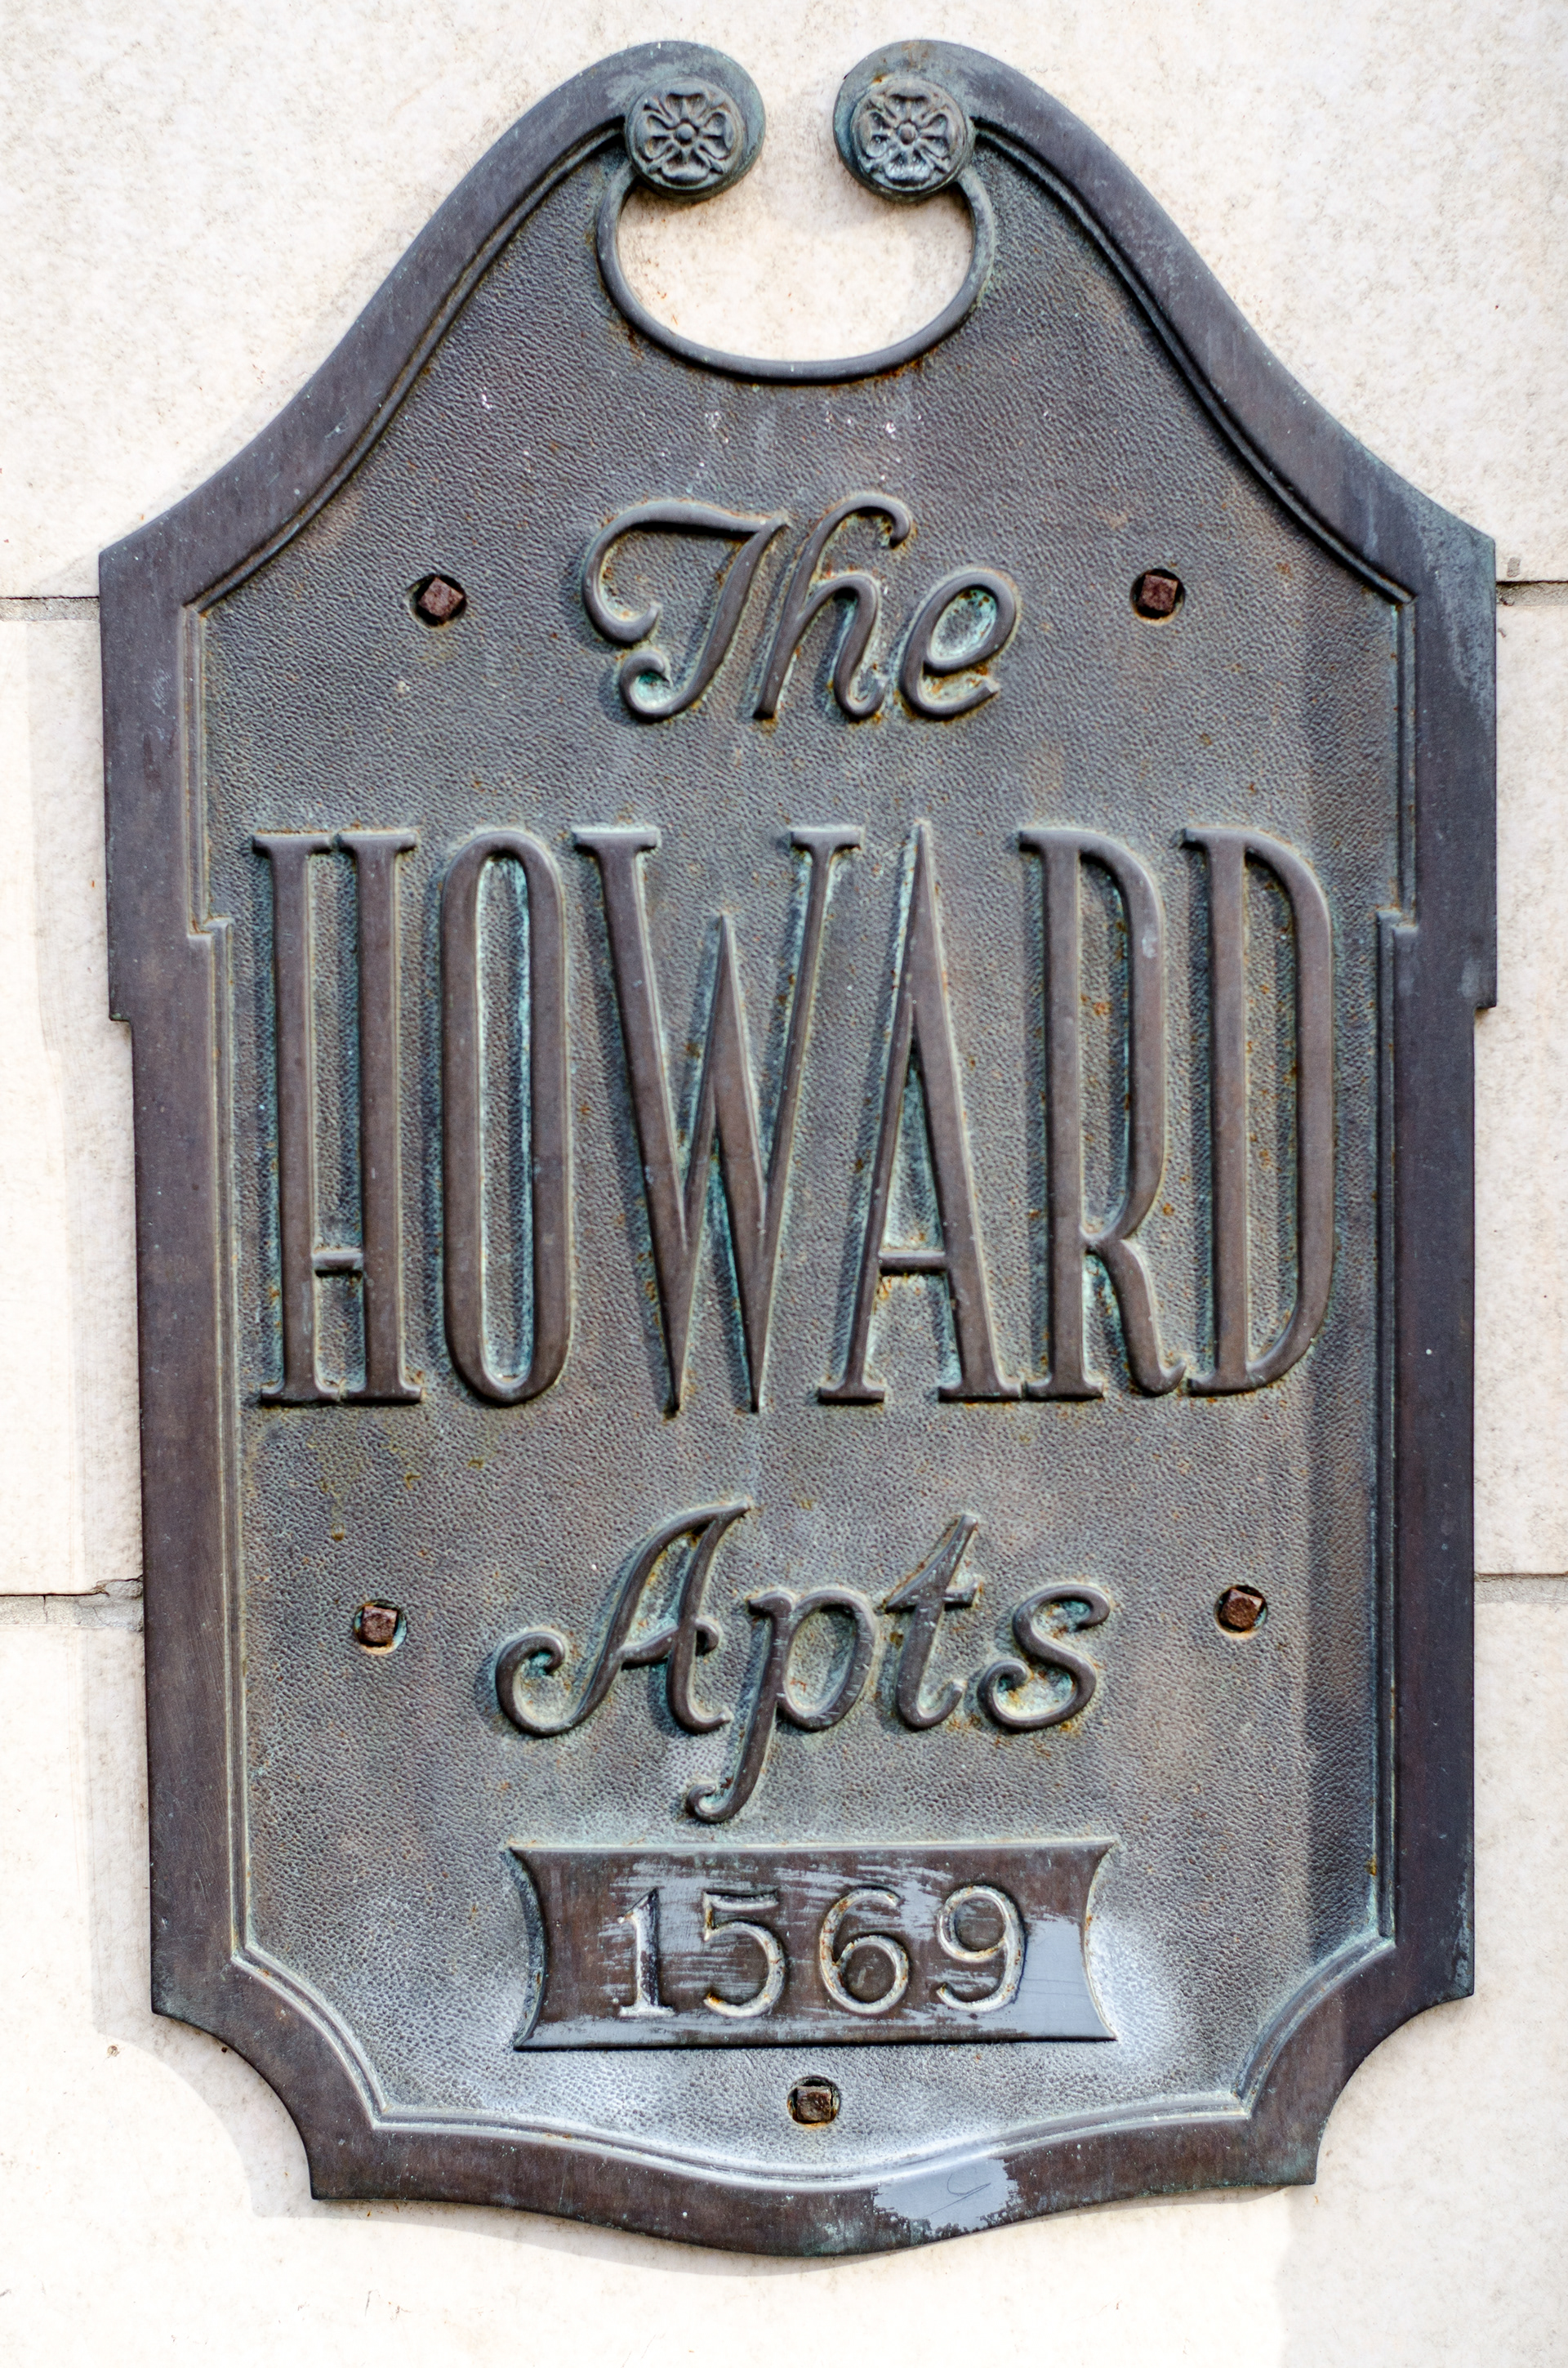 The
HOWARD
Apts
1569